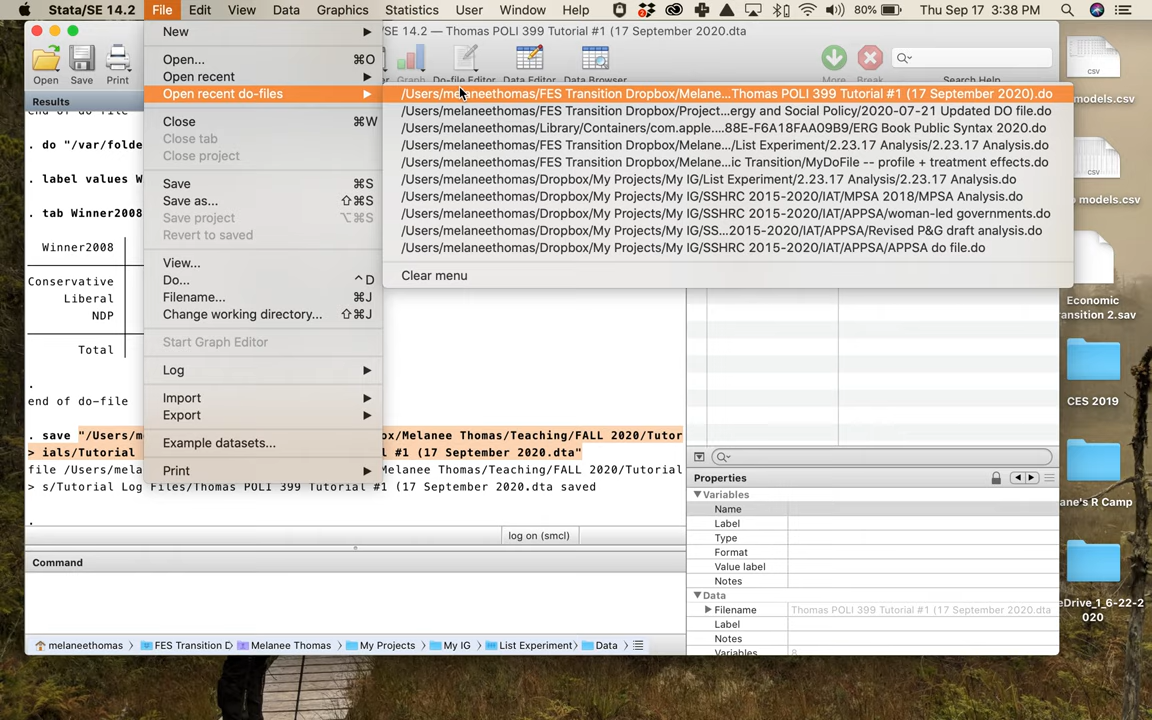 Stata/SE 14.2 File Edit View Data Graphics Statistics User Window Help 80% Thu Sep 17 3:38 PM
/SE 14.2 — Thomas POLI 399 Tutorial #1 (17 September 2020.dta
Open Save Print Graph Do-file Editor Data Editor Data Browser More Break Search Help
Results
New
Open... ⌘O
Open recent
Open recent do-files
Close ⌘W
Close tab
Close project
Save ⌘S
Save as... ⇧⌘S
Save project ⌥⌘S
Revert to saved
View...
Do... ^D
Filename... ⌘J
Change working directory... ⇧⌘J
Start Graph Editor
Log
Import
Export
Example datasets...
Print
/Users/melaneethomas/FES Transition Dropbox/Melane...Thomas POLI 399 Tutorial #1 (17 September 2020).do
/Users/melaneethomas/FES Transition Dropbox/Project...ergy and Social Policy/2020-07-21 Updated DO file.do
/Users/melaneethomas/Library/Containers/com.apple....88E-F6A18FAA09B9/ERG Book Public Syntax 2020.do
/Users/melaneethomas/FES Transition Dropbox/Melane.../List Experiment/2.23.17 Analysis/2.23.17 Analysis.do
/Users/melaneethomas/FES Transition Dropbox/Melane...ic Transition/MyDoFile -- profile + treatment effects.do
/Users/melaneethomas/Dropbox/My Projects/My IG/List Experiment/2.23.17 Analysis/2.23.17 Analysis.do
/Users/melaneethomas/Dropbox/My Projects/My IG/SSHRC 2015-2020/IAT/MPSA 2018/MPSA Analysis.do
/Users/melaneethomas/Dropbox/My Projects/My IG/SSHRC 2015-2020/IAT/APPSA/woman-led governments.do
/Users/melaneethomas/Dropbox/My Projects/My IG/SS...2015-2020/IAT/APPSA/Revised P&G draft analysis.do
/Users/melaneethomas/Dropbox/My Projects/My IG/SSHRC 2015-2020/IAT/APPSA/APPSA do file.do
Clear menu
end of do-file
. do "/var/folde
. label values W
. tab Winner2008
Winner2008
Conservative
Liberal
NDP
Total
.
end of do-file
. save "/Users/m ox/Melanee Thomas/Teaching/FALL 2020/Tutor
> ials/Tutorial l #1 (17 September 2020.dta"
file /Users/mela Melanee Thomas/Teaching/FALL 2020/Tutorial
> s/Tutorial Log Files/Thomas POLI 399 Tutorial #1 (17 September 2020.dta saved
.
log on (smcl)
Command
melaneethomas FES Transition D Melanee Thomas My Projects My IG List Experiment Data
Properties
Variables
Name
Label
Type
Format
Value label
Notes
Data
Filename Thomas POLI 399 Tutorial #1 (17 September 2020.dta
Label
Notes
Variables 8
CSV
models.csv
CSV
models.csv
Economic
ansition 2.sav
CES 2019
ane's R Camp
eDrive_1_6-22-2
020